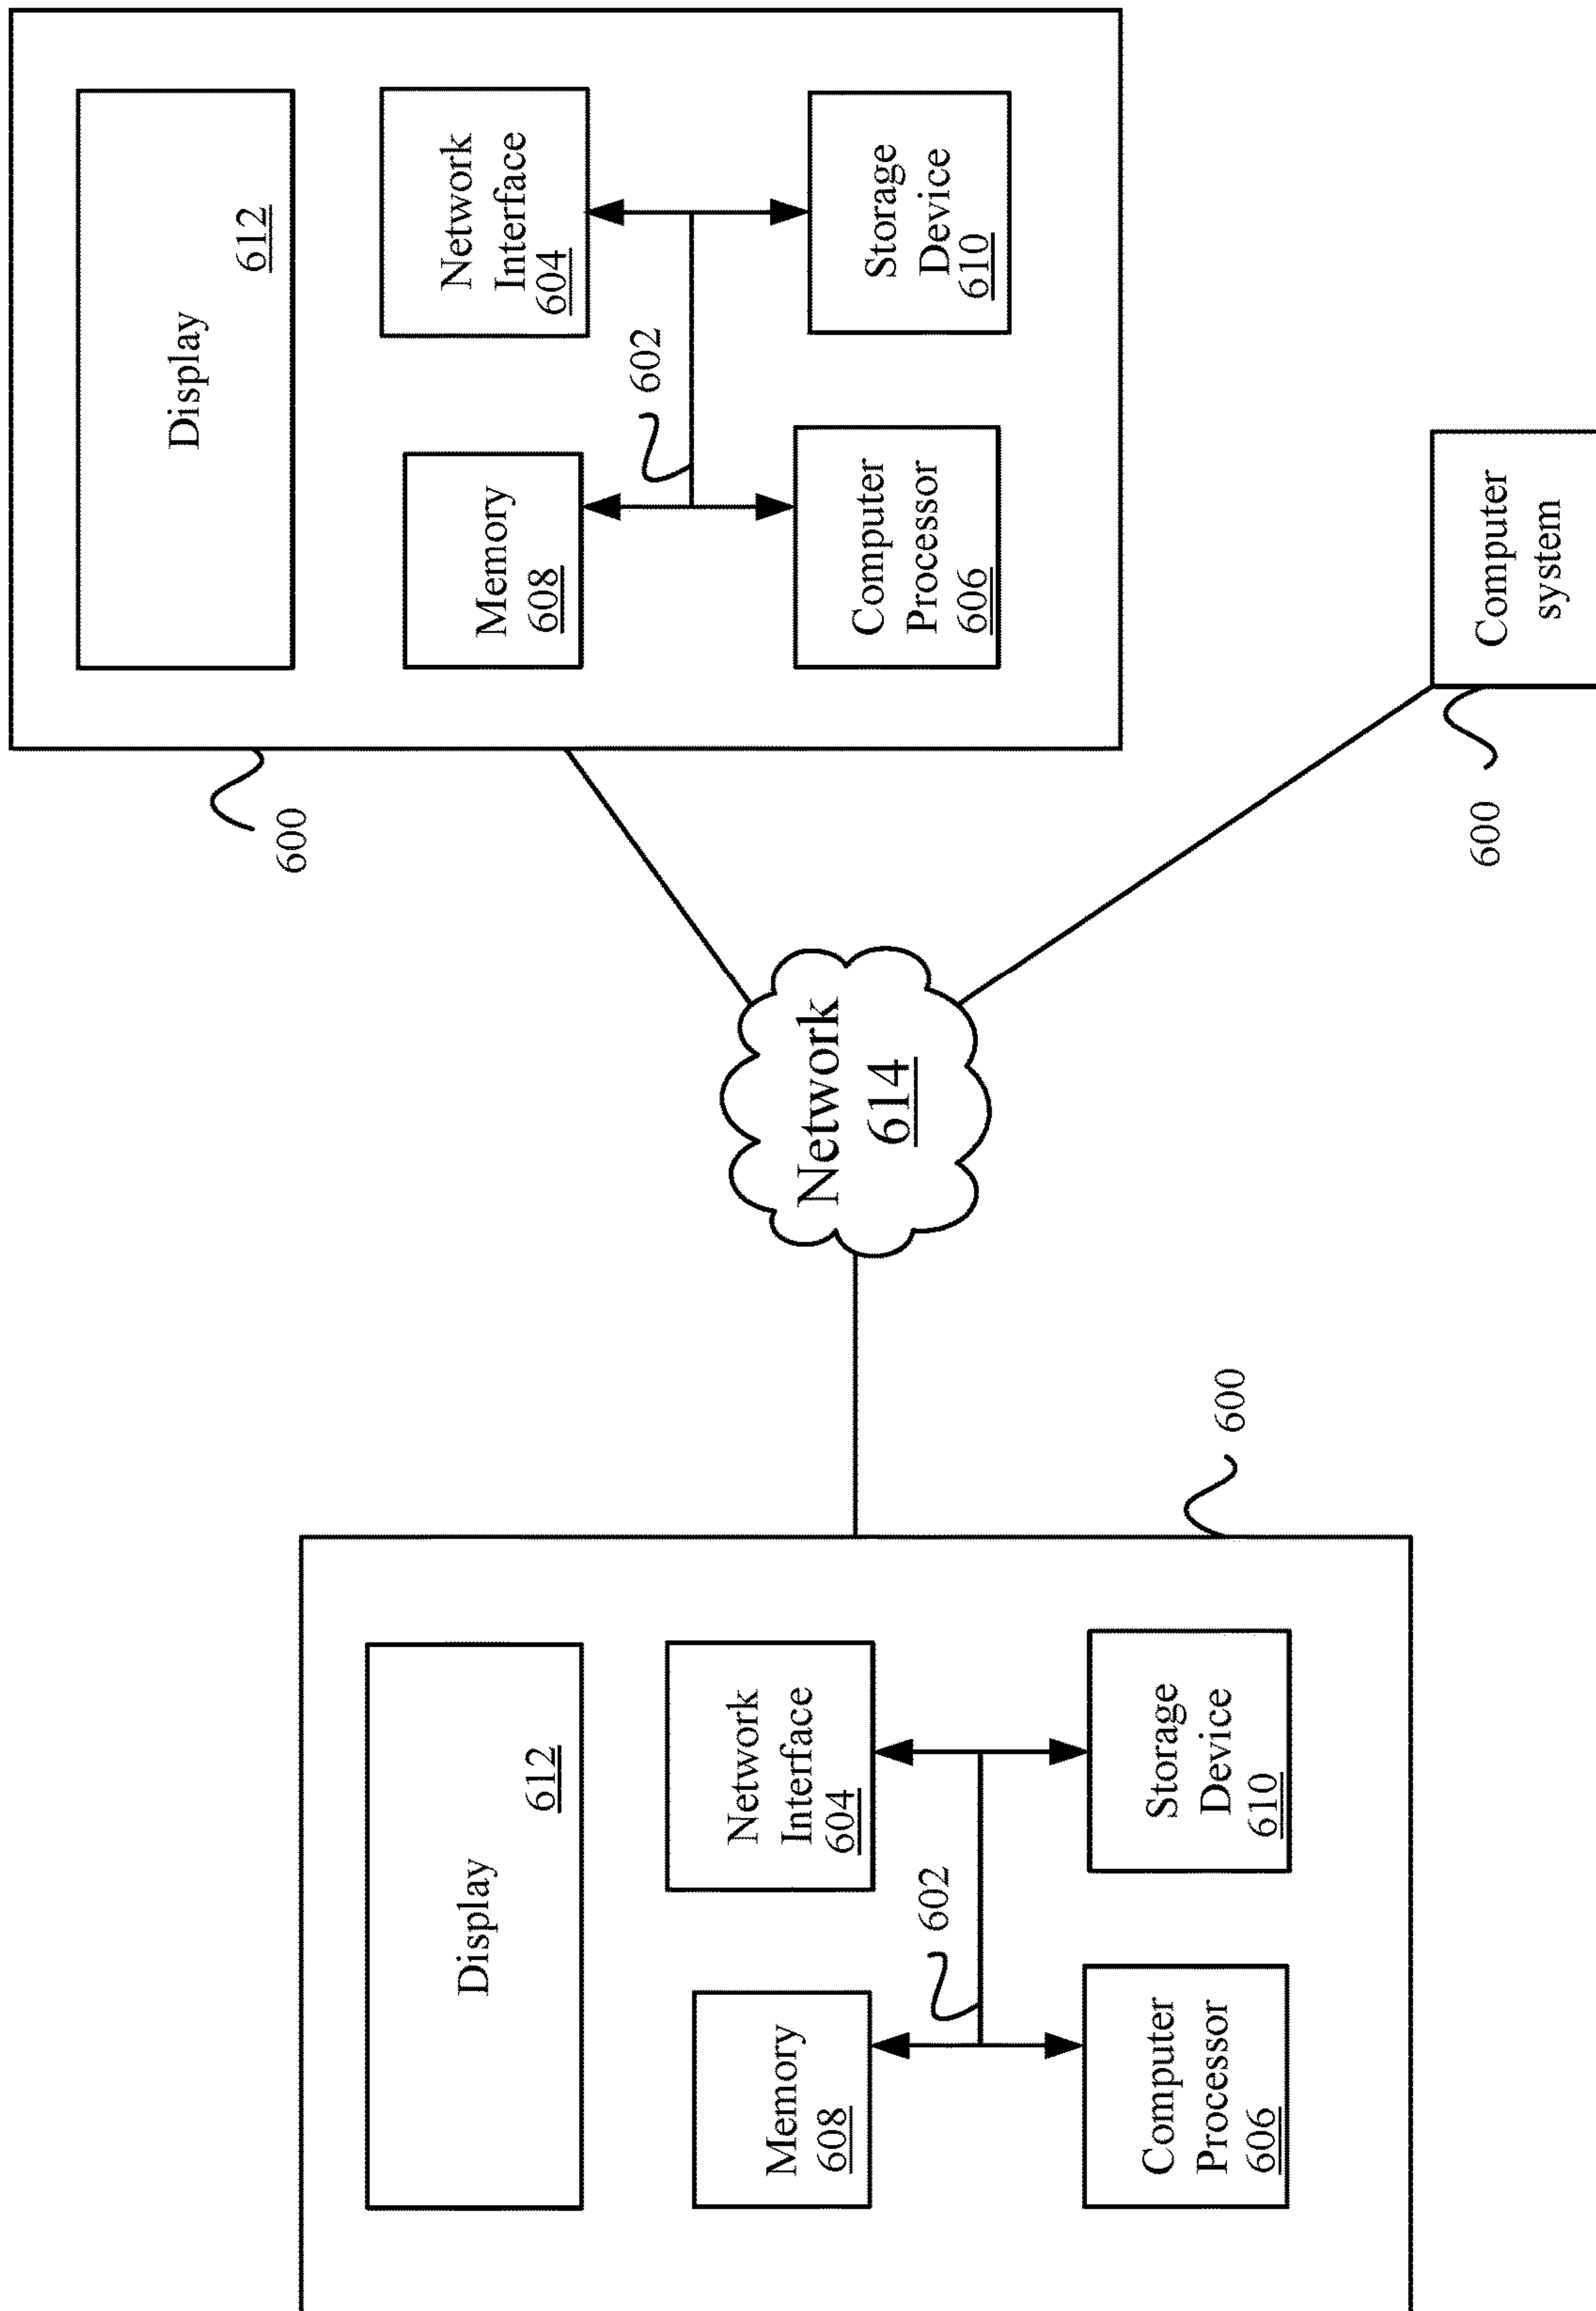 Display
612
Memory
608
Network
Interface
604
602
Computer
Processor
606
Storage
Device
610
600
Network
614
600
Display
612
Memory
608
Network
Interface
604
602
Computer
Processor
606
Storage
Device
610
600
Computer
system